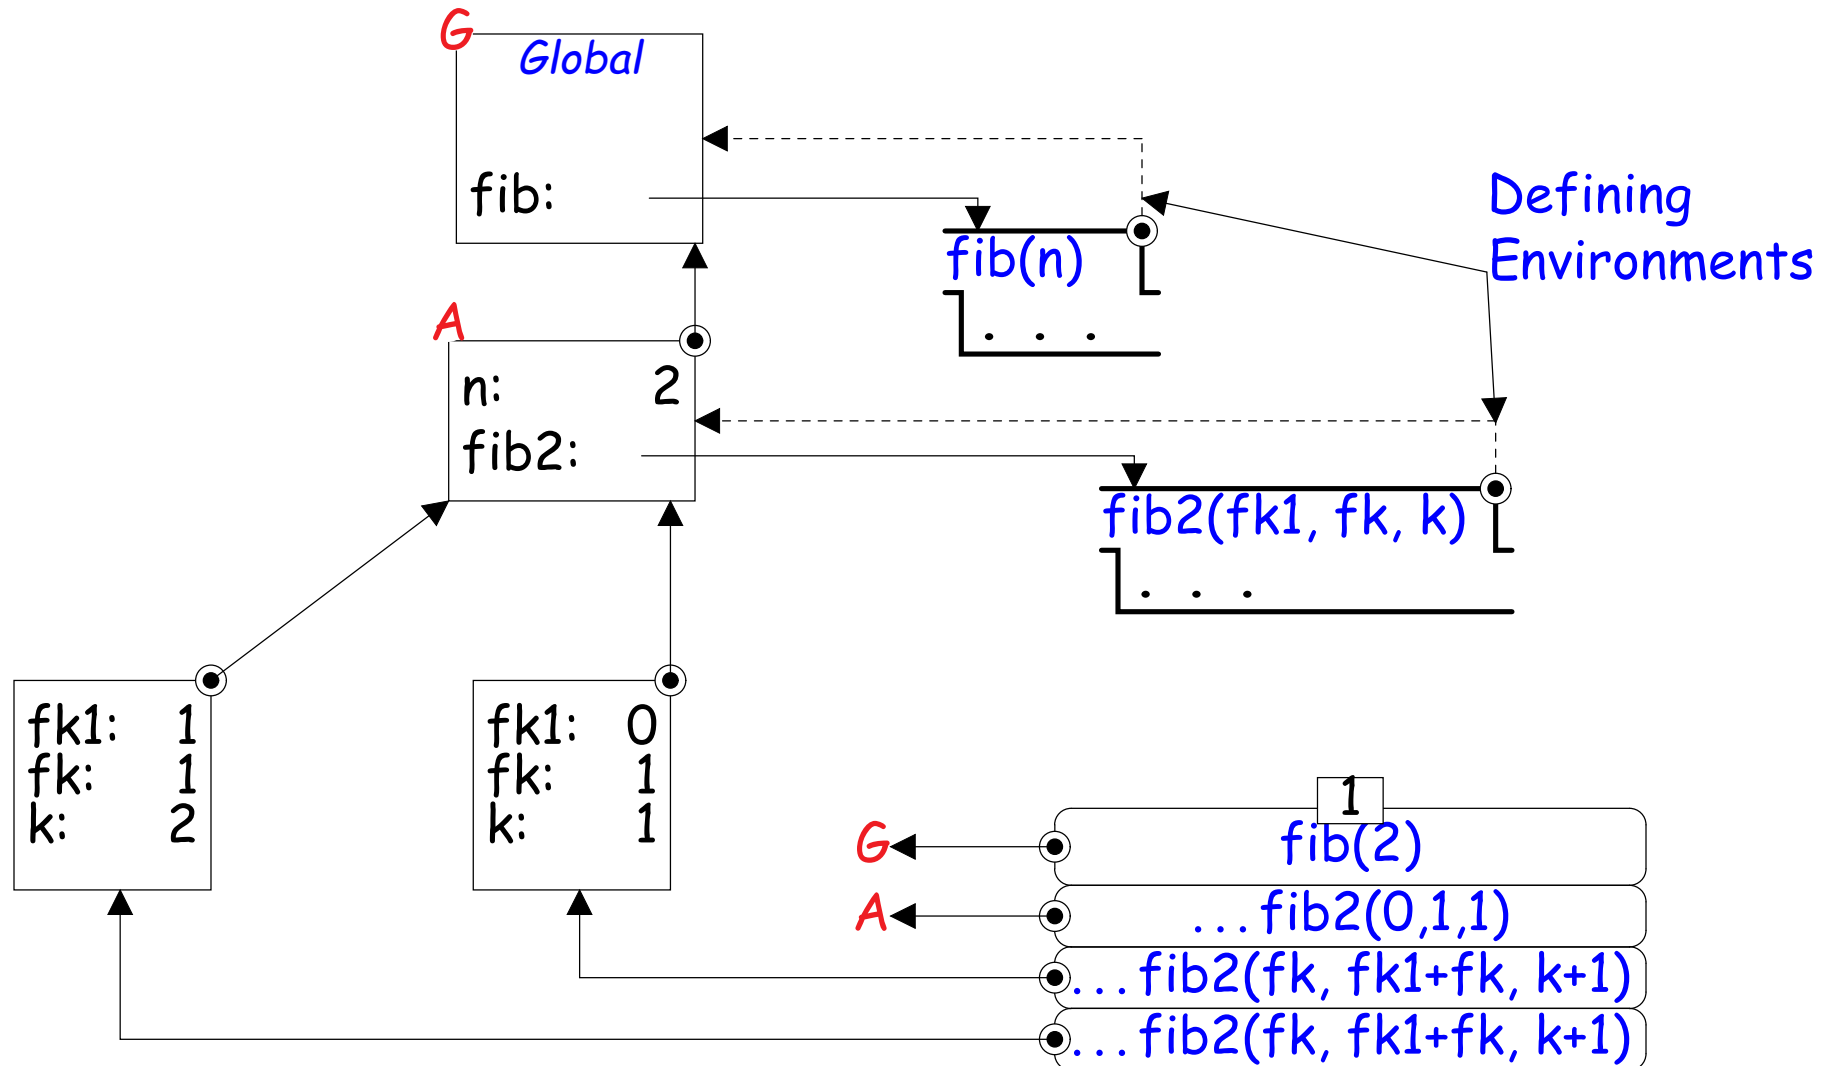 G
Global
fib:
Defining
Environments
fib(n)
. . .
A
n: 2
fib2:
fib2(fk1, fk, k)
. . .
fk1: 1
fk: 1
k: 2
fk1: 0
fk: 1
k: 1
1
G
fib(2)
A
...fib2(0,1,1)
...fib2(fk, fk1+fk, k+1)
...fib2(fk, fk1+fk, k+1)